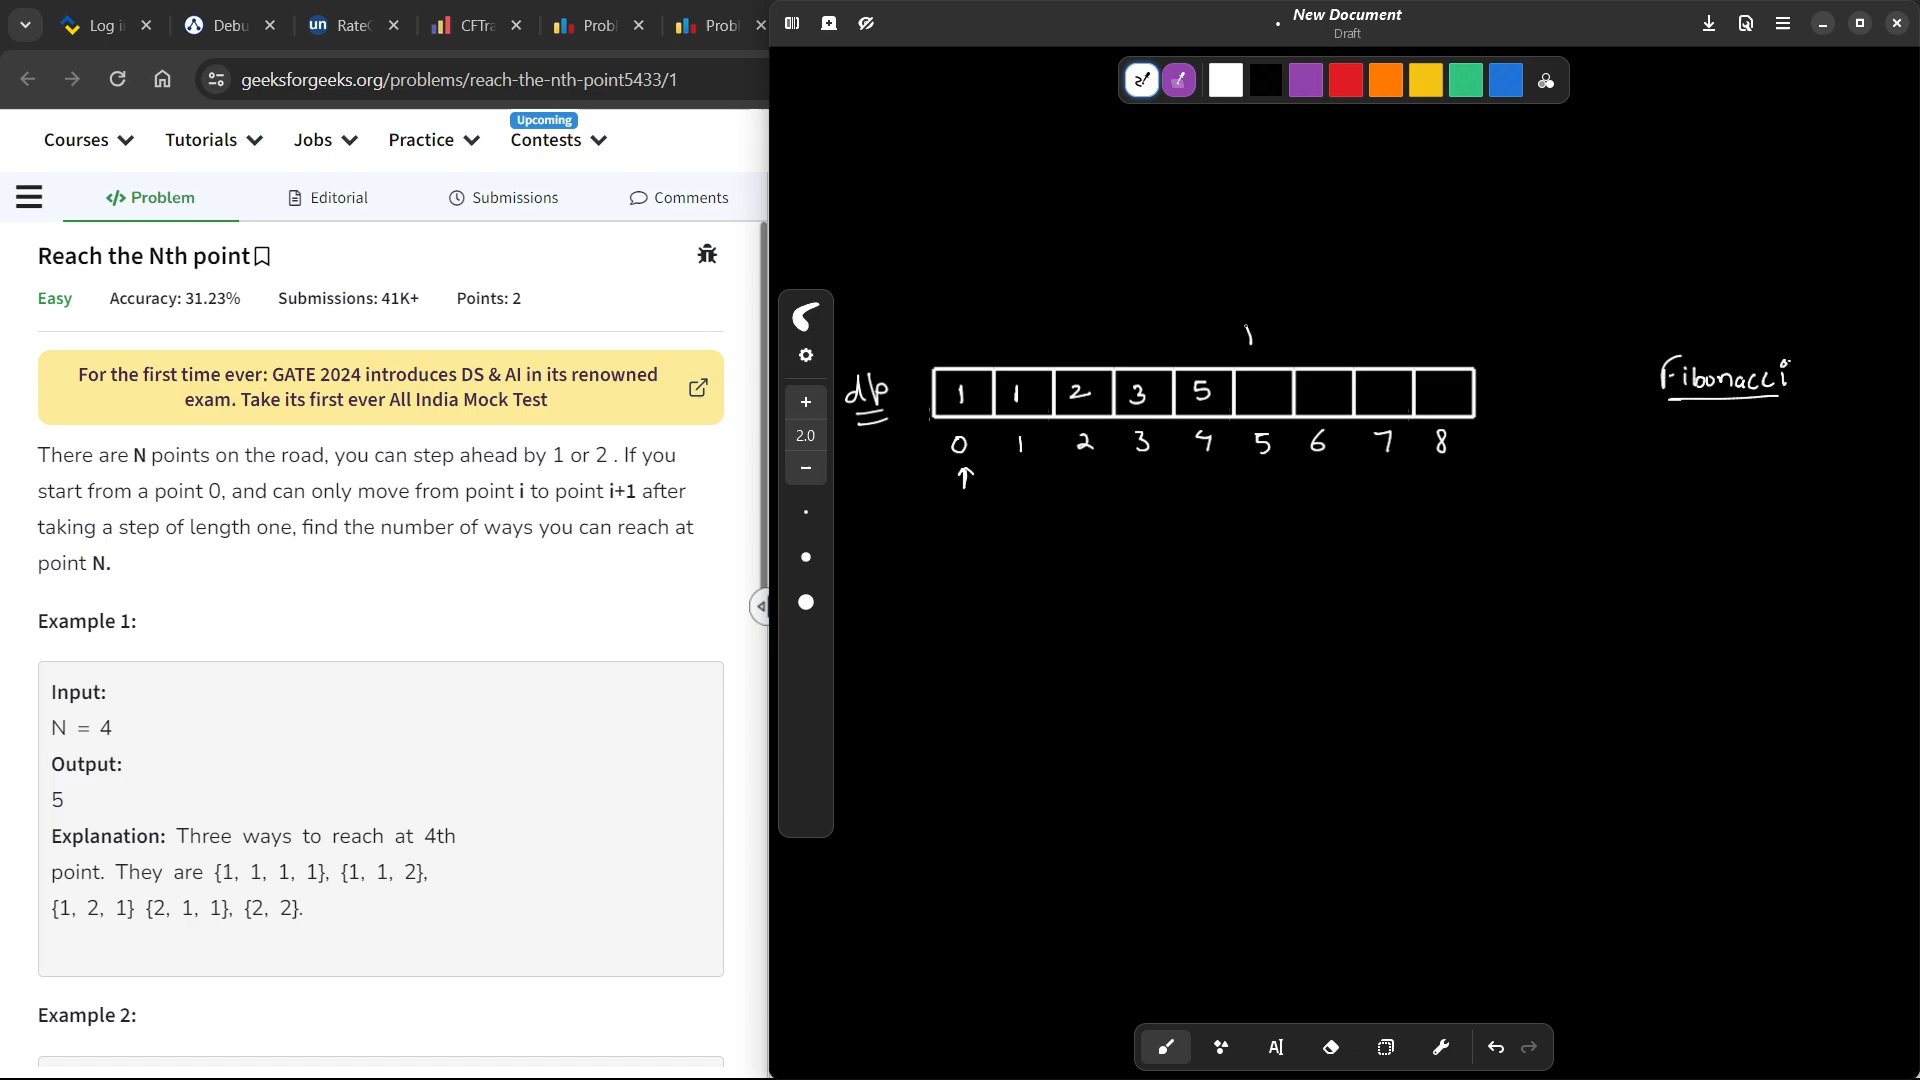 Log i
Debu
un Rate
CFTra
Probl
Probl
New Document
Draft
geeksforgeeks.org/problems/reach-the-nth-point5433/1
Upcoming
Courses Tutorials Jobs Practice Contests
Problem Editorial Submissions Comments
Reach the Nth point
Easy Accuracy: 31.23% Submissions: 41K+ Points: 2
For the first time ever: GATE 2024 introduces DS & AI in its renowned
exam. Take its first ever All India Mock Test
There are N points on the road, you can step ahead by 1 or 2 . If you
start from a point 0, and can only move from point i to point i+1 after
taking a step of length one, find the number of ways you can reach at
point N.
Example 1:
Input:
N = 4
Output:
5
Explanation: Three ways to reach at 4th
point. They are {1, 1, 1, 1}, {1, 1, 2},
{1, 2, 1} {2, 1, 1}, {2, 2}.
Example 2:
+
2.0
−
dp
1 1 2 3 5
0 1 2 3 4 5 6 7 8
Fibonacci
AI